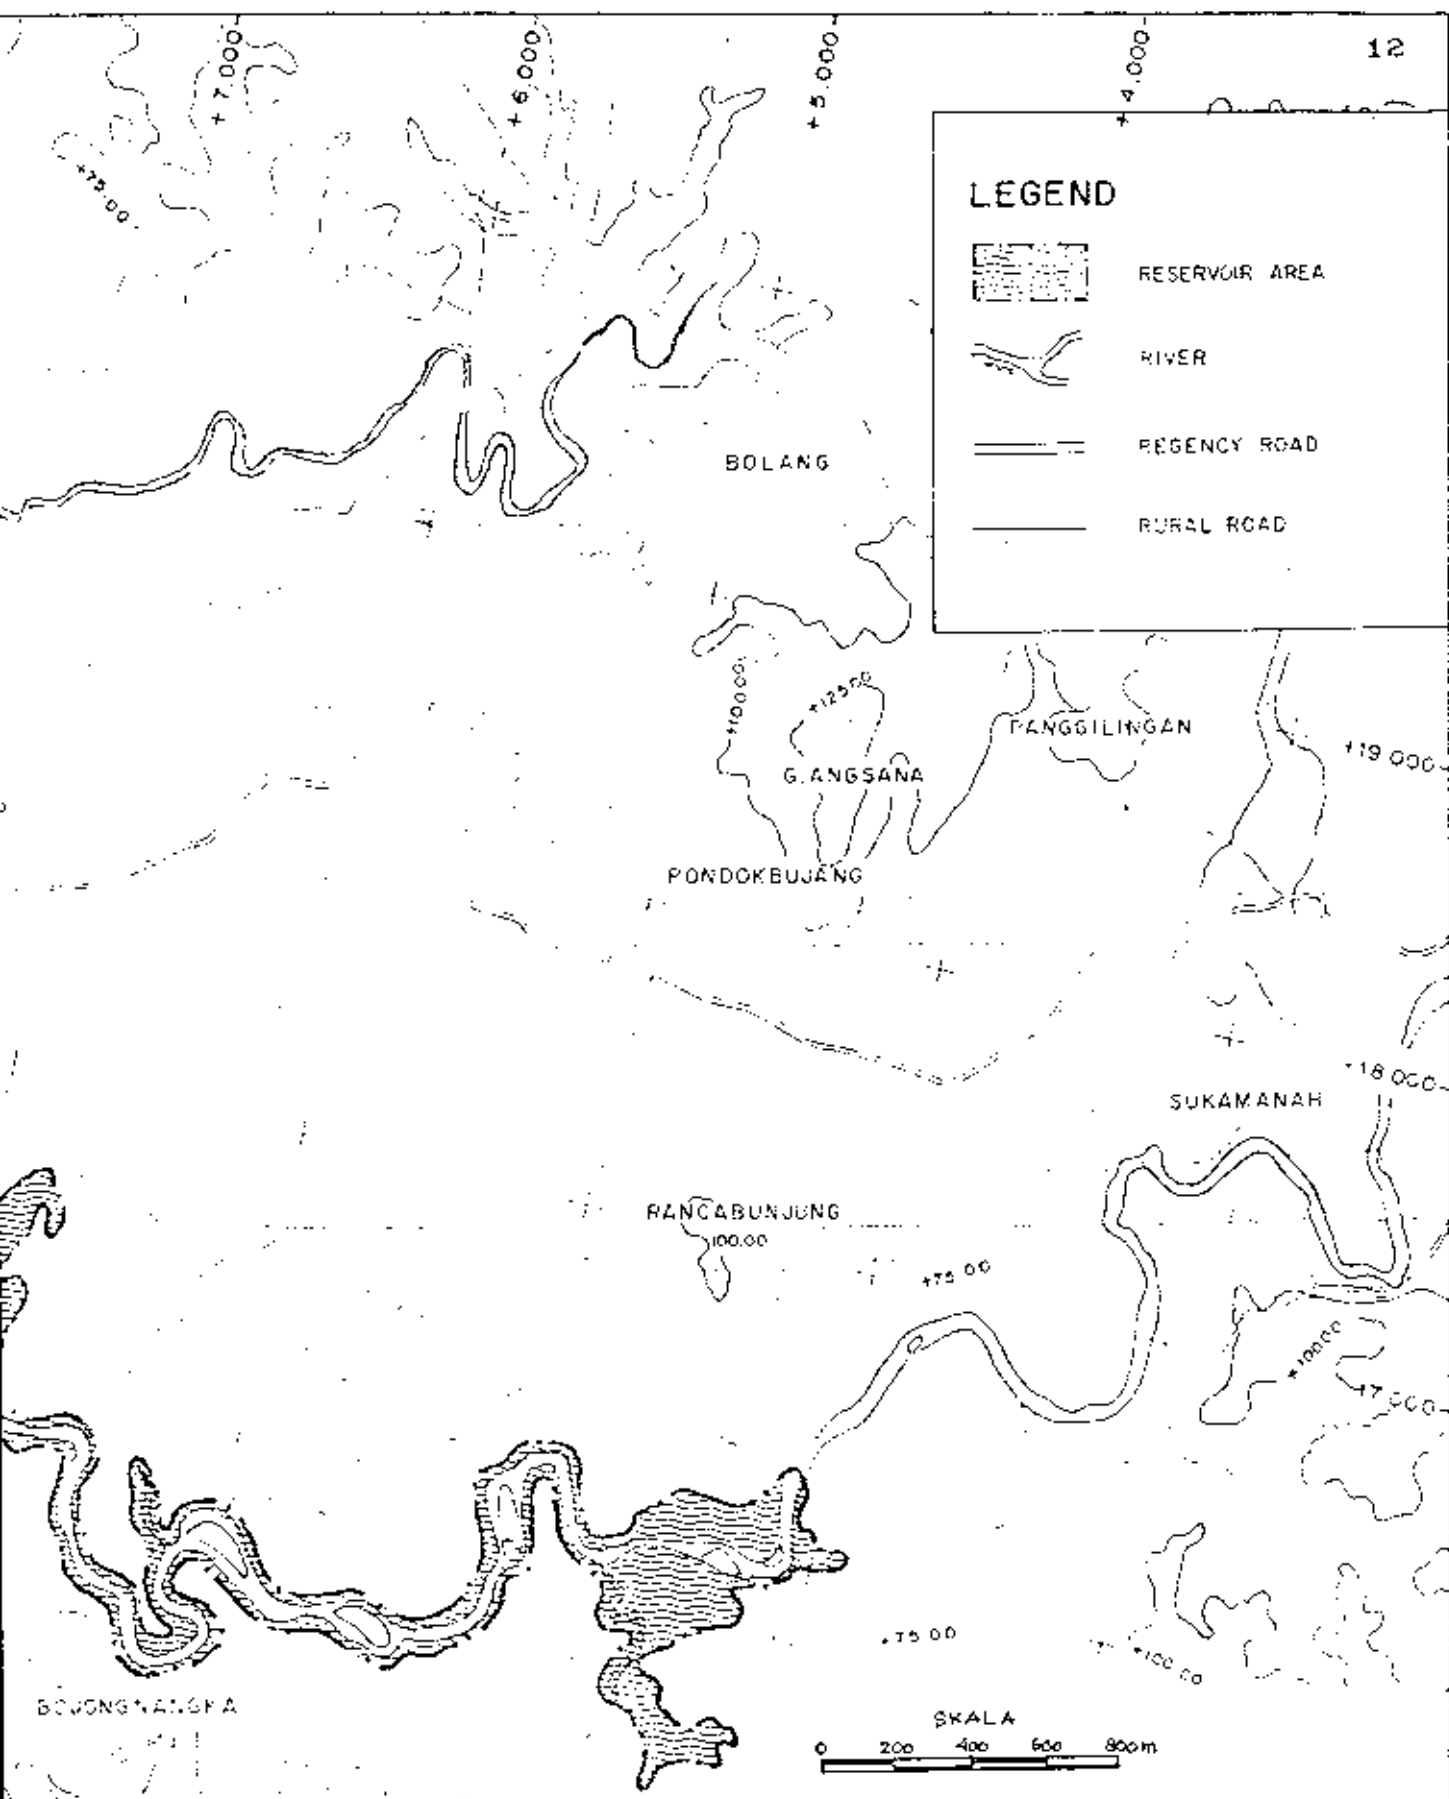 +7.000
+6.000
+5.000
+4.000
12
+75.00
LEGEND
RESERVOIR AREA
RIVER
REGENCY ROAD
RURAL ROAD
BOLANG
+100.00
+125.00
PANGGILINGAN
G. ANGSANA
+19 000
PONDOKBUJANG
+18 000
SUKAMANAH
RANCABUNJUNG
100.00
+75 00
+100.00
+75 00
+100.00
BOJONGNANGKA
SKALA
0 200 400 600 800m